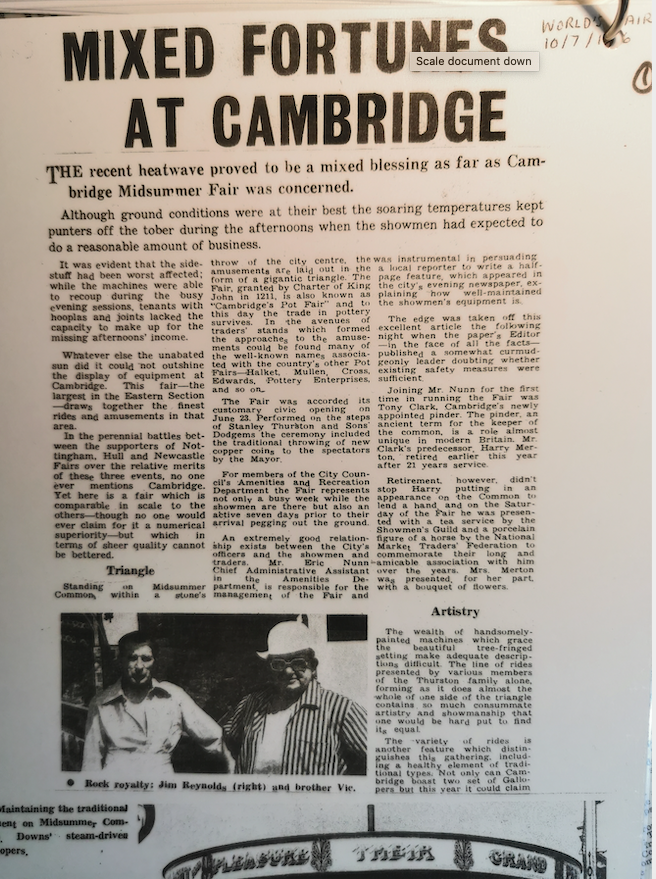 WORLD'S AIR
MIXED FORTUNES
Scale document down
AT CAMBRIDGE
THE recent heatwave proved to be a mixed blessing as far as Cam-
bridge Midsummer Fair was concerned.
Although ground conditions were at their best the soaring temperatures kept
punters off the tober during the afternoons when the showmen had expected to
do a reasonable amount of business.
It was evident that the side-
stuff had been worst affected;
while the machines were able
to recoup during the busy
evening sessions, tenants with
hooplas and joints lacked the
capacity to make up for the
missing afternoons' income.
Whatever else the unabated
sun did it could not outshine
the display of equipment at
Cambridge. This fair—the
largest in the Eastern Section
—draws together the finest
rides and amusements in that
area.
In the perennial battles bet-
ween the supporters of Not-
tingham, Hull and Newcastle
Fairs over the relative merits
of these three events, no one
ever mentions Cambridge.
Yet here is a fair which is
comparable in scale to the
others—though no one would
ever claim for it a numerical
superiority—but which in
terms of sheer quality cannot
be bettered.
Triangle
Standing on Midsummer
Common, within a stone's
throw of the city centre, the
amusements are laid out in the
form of a gigantic triangle. The
Fair, granted by Charter of King
John in 1211, is also known as
"Cambridge's Pot Fair" and to
this day the trade in pottery
survives. In the avenues of
traders' stands which formed
the approaches to the amuse-
ments could be found many of
the well-known names associa-
ted with the country's other Pot
Fairs—Halket, Mullen, Cross,
Edwards, Pottery Enterprises,
and so on.
The Fair was accorded its
customary civic opening on
June 23. Performed on the steps
of Stanley Thurston and Sons'
Dodgems the ceremony included
the traditional throwing of new
copper coins to the spectators
by the Mayor.
For members of the City Coun-
cil's Amenities and Recreation
Department the Fair represents
not only a busy week while the
showmen are there but also an
active seven days prior to their
arrival pegging out the ground.
An extremely good relation-
ship exists between the City's
officers and the showmen and
traders. Mr. Eric Nunn
Chief Administrative Assistant
in the Amenities De-
partment, is responsible for the
management of the Fair and
was instrumental in persuading
a local reporter to write a half-
page feature, which appeared in
the city's evening newspaper, ex-
plaining how well-maintained
the showmen's equipment is.
The edge was taken off this
excellent article the following
night when the paper's Editor
—in the face of all the facts—
published a somewhat curmud-
geonly leader doubting whether
existing safety measures were
sufficient.
Joining Mr. Nunn for the first
time in running the Fair was
Tony Clark, Cambridge's newly
appointed pinder. The pinder, an
ancient term for the keeper of
the common, is a role almost
unique in modern Britain. Mr.
Clark's predecessor, Harry Mer-
ton, retired earlier this year
after 21 years service.
Retirement, however, didn't
stop Harry putting in an
appearance on the Common to
lend a hand and on the Satur-
day of the Fair he was presen-
ted with a tea service by the
Showmen's Guild and a porcelain
figure of a horse by the National
Market Traders' Federation to
commemorate their long and
amicable association with him
over the years. Mrs. Merton
was presented, for her part,
with a bouquet of flowers.
Artistry
The wealth of handsomely-
painted machines which grace
the beautiful tree-fringed
setting make adequate descrip-
tions difficult. The line of rides
presented by various members
of the Thurston family alone,
forming as it does almost the
whole of one side of the triangle
contains so much consummate
artistry and showmanship that
one would be hard put to find
its equal.
The variety of rides is
another feature which distin-
guishes this gathering, includ-
ing a healthy element of tradi-
tional types. Not only can Cam-
bridge boast two set of Gallo-
pers but this year it could claim
Rock royalty: Jim Reynolds (right) and brother Vic.
Maintaining the traditional
ent on Midsummer Com-
Downs' steam-driven
opers.
PLEASURE THEIR GRAND